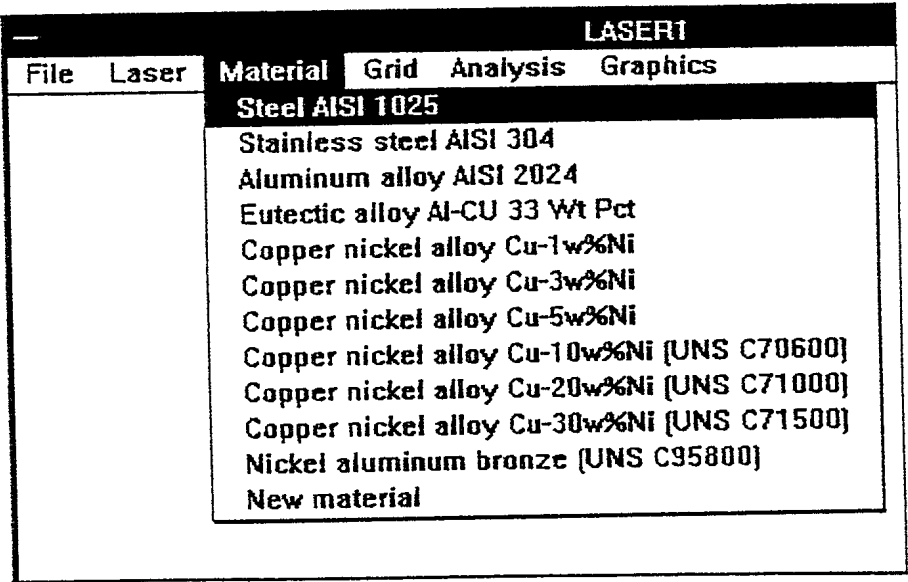 LASER1
File Laser Material Grid Analysis Graphics
Steel AISI 1025
Stainless steel AISI 304
Aluminum alloy AISI 2024
Eutectic alloy Al-CU 33 Wt Pct
Copper nickel alloy Cu-1w%Ni
Copper nickel alloy Cu-3w%Ni
Copper nickel alloy Cu-5w%Ni
Copper nickel alloy Cu-10w%Ni (UNS C70600)
Copper nickel alloy Cu-20w%Ni (UNS C71000)
Copper nickel alloy Cu-30w%Ni (UNS C71500)
Nickel aluminum bronze (UNS C95800)
New material